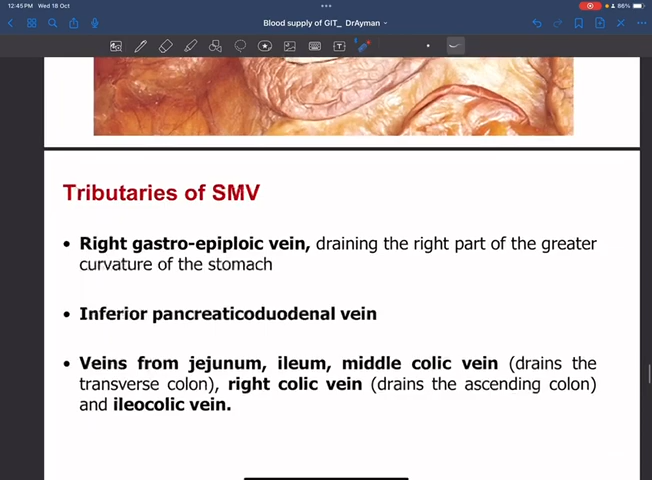 12:45 PM Wed 18 Oct
86%
Blood supply of GIT_ DrAyman
Tributaries of SMV
• Right gastro-epiploic vein, draining the right part of the greater
curvature of the stomach
• Inferior pancreaticoduodenal vein
• Veins from jejunum, ileum, middle colic vein (drains the
transverse colon), right colic vein (drains the ascending colon)
and ileocolic vein.